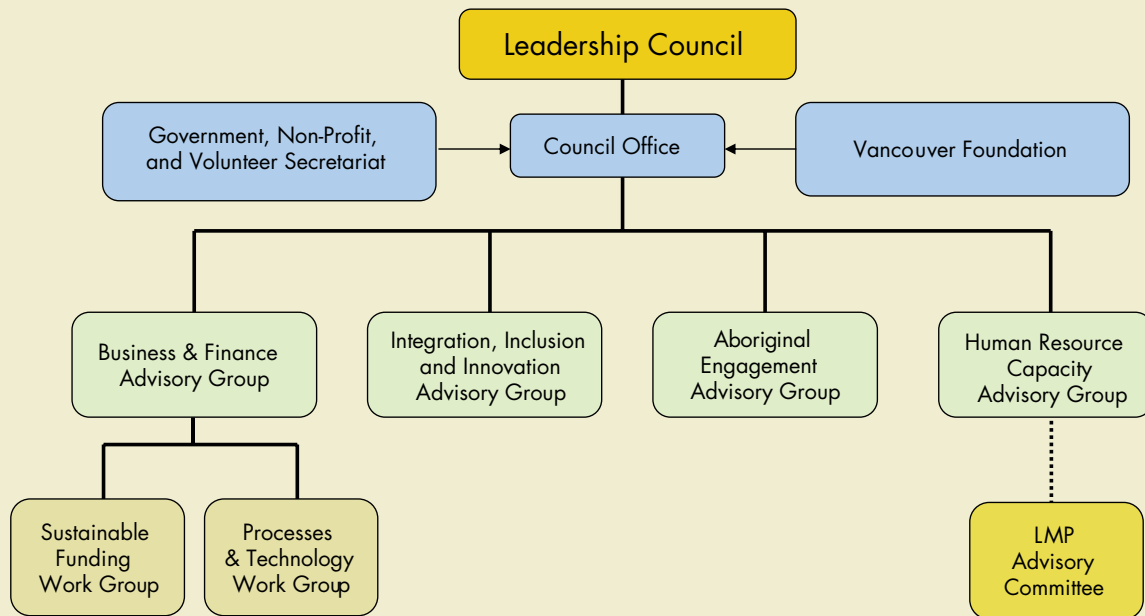 Leadership Council
Government, Non-Profit,
and Volunteer Secretariat
Council Office
Vancouver Foundation
Business & Finance
Advisory Group
Integration, Inclusion
and Innovation
Advisory Group
Aboriginal
Engagement
Advisory Group
Human Resource
Capacity
Advisory Group
Sustainable
Funding
Work Group
Processes
& Technology
Work Group
LMP
Advisory
Committee